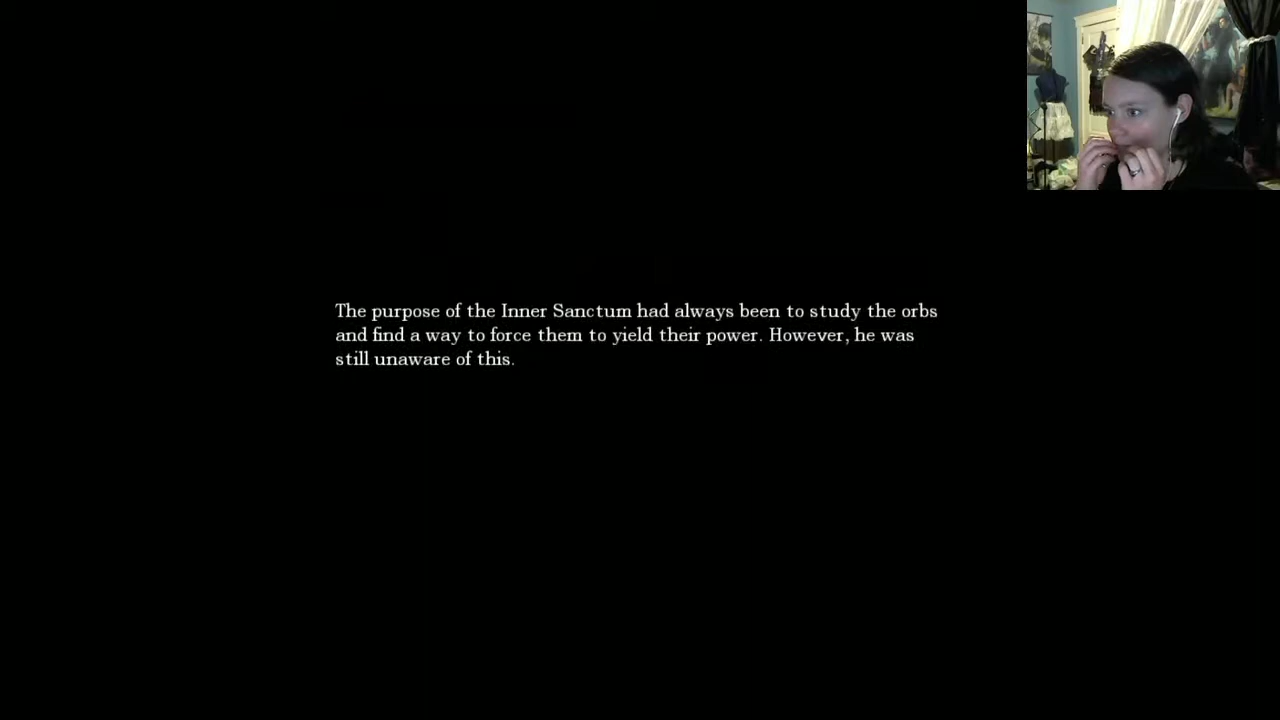 The purpose of the Inner Sanctum had always been to study the orbs
and find a way to force them to yield their power. However, he was
still unaware of this.